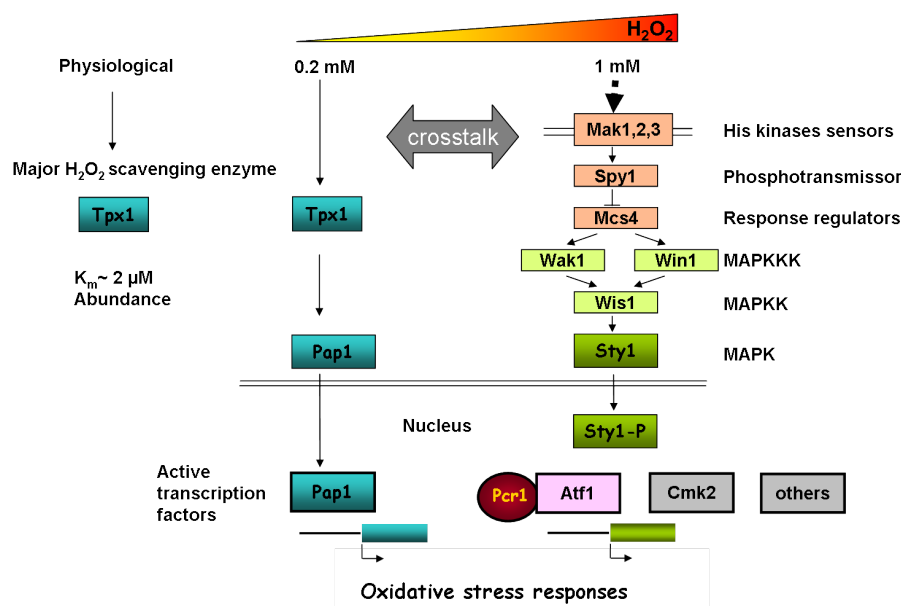 H₂O₂
Physiological
0.2 mM
1 mM
crosstalk
Mak1,2,3
His kinases sensors
Major H₂O₂ scavenging enzyme
Spy1
Phosphotransmissor
Tpx1
Tpx1
Mcs4
Response regulators
Wak1
Win1
MAPKKK
Km~ 2 µM
Abundance
Wis1
MAPKK
Pap1
Sty1
MAPK
Nucleus
Sty1-P
Active
transcription
factors
Pap1
Pcr1
Atf1
Cmk2
others
Oxidative stress responses